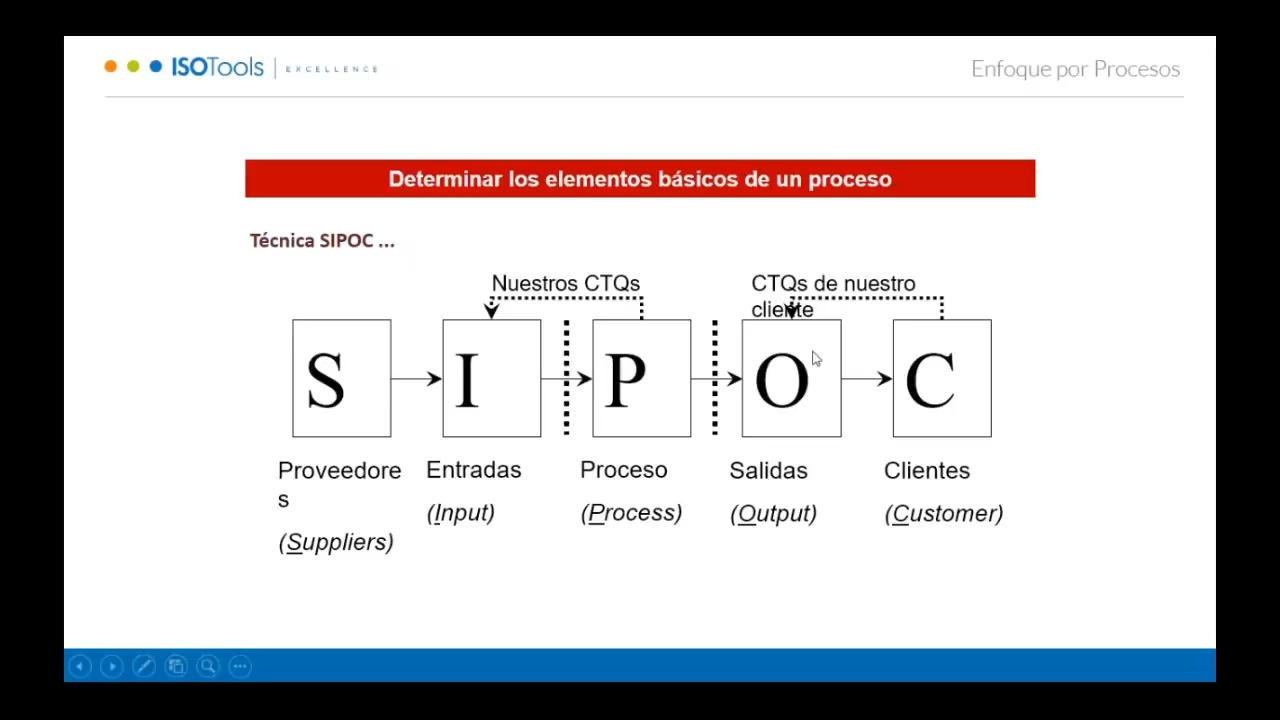 ISOTools | EXCELLENCE
Enfoque por Procesos
Determinar los elementos básicos de un proceso
Técnica SIPOC ...
Nuestros CTQs
CTQs de nuestro
cliente
S
I
P
O
C
Proveedore
s
(Suppliers)
Entradas
(Input)
Proceso
(Process)
Salidas
(Output)
Clientes
(Customer)